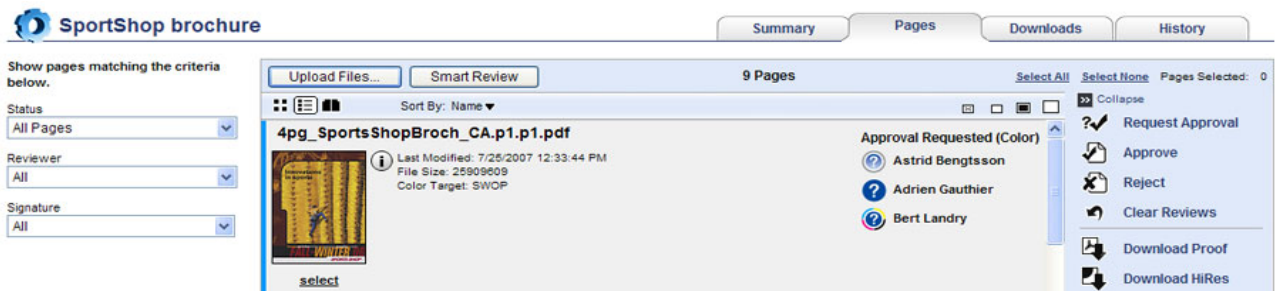 SportShop brochure
Summary
Pages
Downloads
History
Show pages matching the criteria
below.
Status
All Pages
Reviewer
All
Signature
All
Upload Files...
Smart Review
9 Pages
Select All
Select None
Pages Selected: 0
Sort By: Name
Collapse
4pg_SportsShopBroch_CA.p1.p1.pdf
Last Modified: 7/25/2007 12:33:44 PM
File Size: 25909609
Color Target: SWOP
select
Approval Requested (Color)
Astrid Bengtsson
Adrien Gauthier
Bert Landry
Request Approval
Approve
Reject
Clear Reviews
Download Proof
Download HiRes